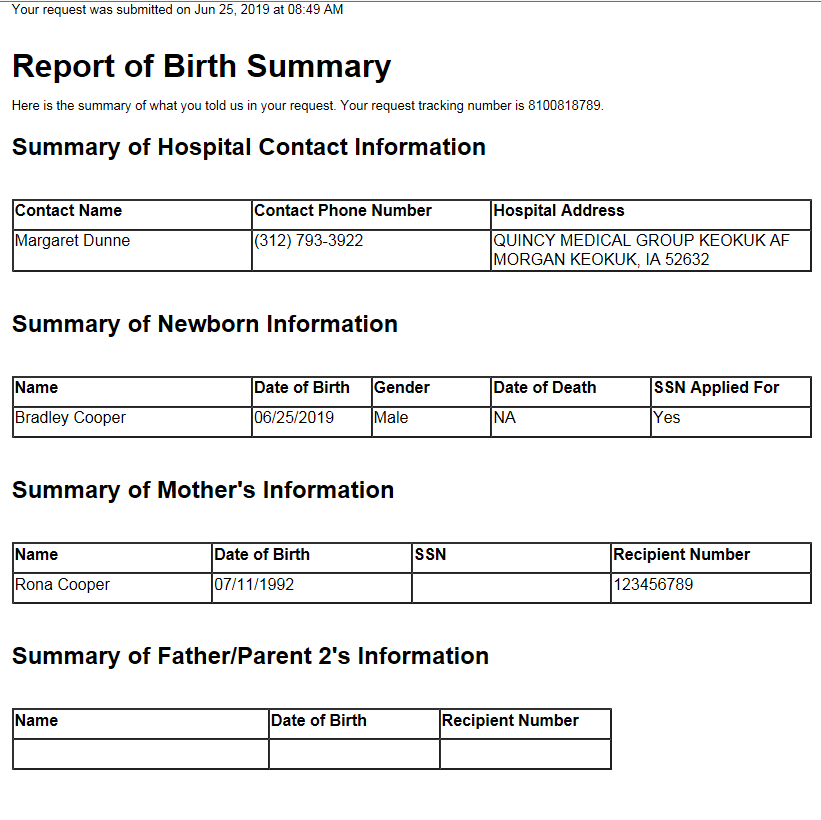 Your request was submitted on Jun 25, 2019 at 08:49 AM
Report of Birth Summary
Here is the summary of what you told us in your request. Your request tracking number is 8100818789.
Summary of Hospital Contact Information
Contact Name Contact Phone Number Hospital Address
Margaret Dunne (312) 793-3922 QUINCY MEDICAL GROUP KEOKUK AF
MORGAN KEOKUK, IA 52632
Summary of Newborn Information
Name Date of Birth Gender Date of Death SSN Applied For
Bradley Cooper 06/25/2019 Male NA Yes
Summary of Mother's Information
Name Date of Birth SSN Recipient Number
Rona Cooper 07/11/1992 123456789
Summary of Father/Parent 2's Information
Name Date of Birth Recipient Number